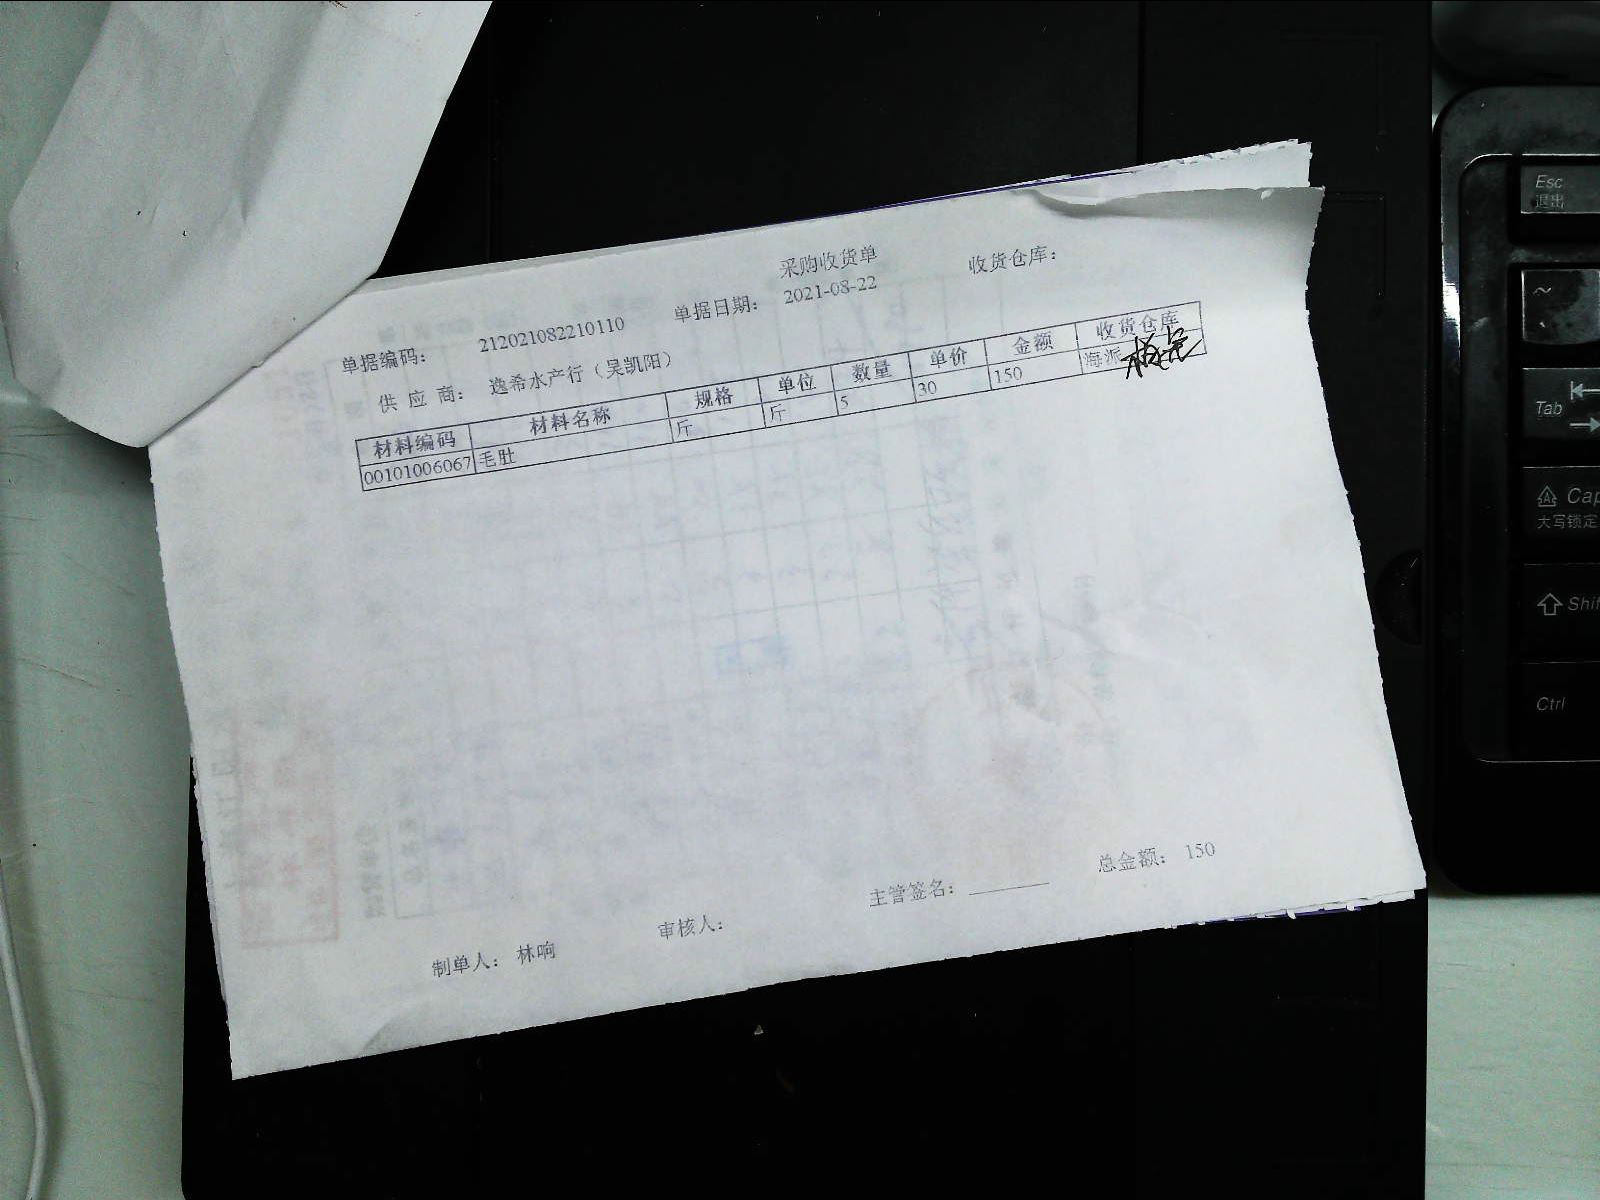 采购收货单
收货仓库：
单据编码： 212021082210110 单据日期： 2021-08-22
供 应 商： 逸希水产行（吴凯阳）
材料编码 材料名称 规格 单位 数量 单价 金额 收货仓库
00101006067 毛肚 斤 斤 5 30 150 海派
制单人： 林响 审核人： 主管签名： 总金额： 150
Esc
退出
~
Tab
Cap
大写锁定
Shif
Ctrl